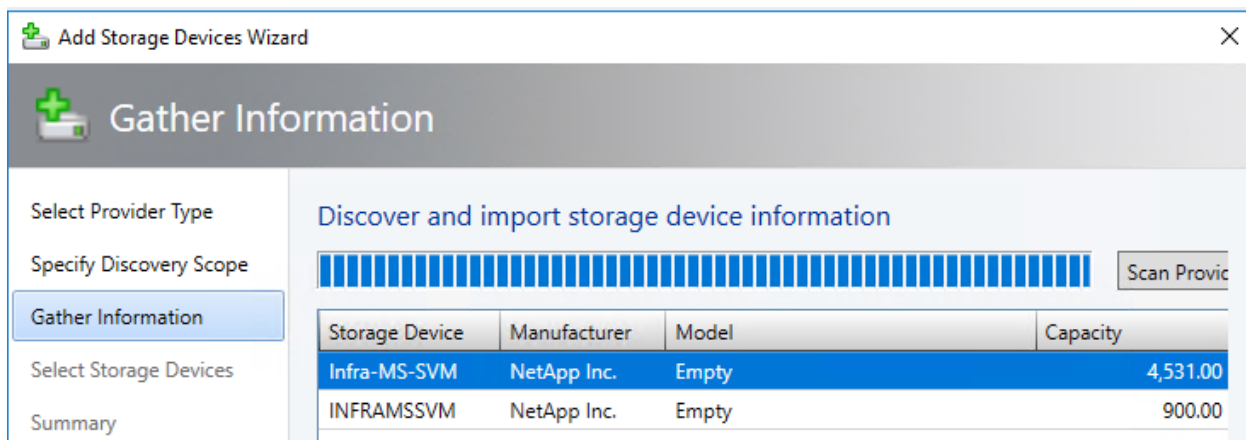 Add Storage Devices Wizard
Gather Information
Select Provider Type
Specify Discovery Scope
Gather Information
Select Storage Devices
Summary
Discover and import storage device information
Scan Provic
Storage Device Manufacturer Model Capacity
Infra-MS-SVM NetApp Inc. Empty 4,531.00
INFRAMSSVM NetApp Inc. Empty 900.00